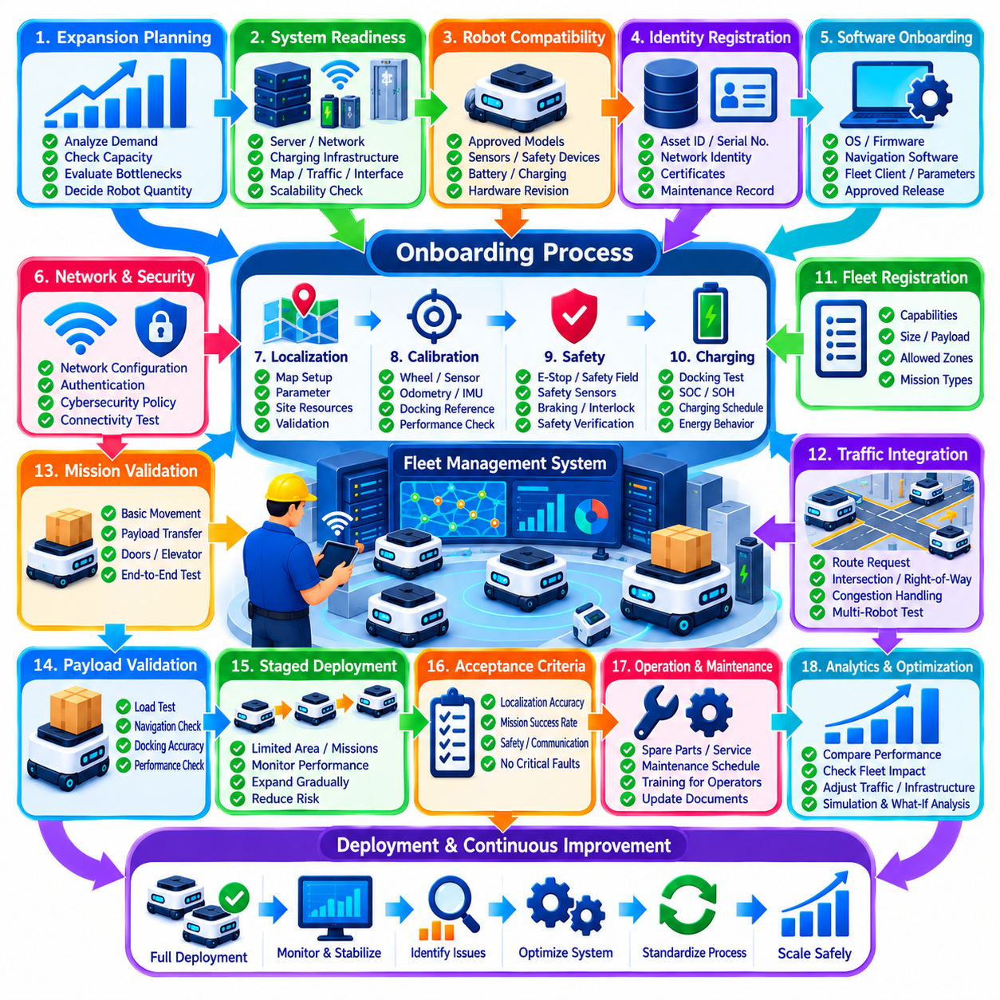 1. Expansion Planning
Analyze Demand
Check Capacity
Evaluate Bottlenecks
Decide Robot Quantity
2. System Readiness
Server / Network
Charging Infrastructure
Map / Traffic / Interface
Scalability Check
3. Robot Compatibility
Approved Models
Sensors / Safety Devices
Battery / Charging
Hardware Revision
4. Identity Registration
Asset ID / Serial No.
Network Identity
Certificates
Maintenance Record
5. Software Onboarding
OS / Firmware
Navigation Software
Fleet Client / Parameters
Approved Release
6. Network & Security
Network Configuration
Authentication
Cybersecurity Policy
Connectivity Test
Onboarding Process
7. Localization
Map Setup
Parameter
Site Resources
Validation
8. Calibration
Wheel / Sensor
Odometry / IMU
Docking Reference
Performance Check
9. Safety
E-Stop / Safety Field
Safety Sensors
Braking / Interlock
Safety Verification
10. Charging
Docking Test
SOC / SOH
Charging Schedule
Energy Behavior
11. Fleet Registration
Capabilities
Size / Payload
Allowed Zones
Mission Types
Fleet Management System
12. Traffic Integration
Route Request
Intersection / Right-of-Way
Congestion Handling
Multi-Robot Test
13. Mission Validation
Basic Movement
Payload Transfer
Doors / Elevator
End-to-End Test
14. Payload Validation
Load Test
Navigation Check
Docking Accuracy
Performance Check
15. Staged Deployment
Limited Area / Missions
Monitor Performance
Expand Gradually
Reduce Risk
16. Acceptance Criteria
Localization Accuracy
Mission Success Rate
Safety / Communication
No Critical Faults
17. Operation & Maintenance
Spare Parts / Service
Maintenance Schedule
Training for Operators
Update Documents
18. Analytics & Optimization
Compare Performance
Check Fleet Impact
Adjust Traffic / Infrastructure
Simulation & What-If Analysis
Deployment & Continuous Improvement
Full Deployment
Monitor & Stabilize
Identify Issues
Optimize System
Standardize Process
Scale Safely